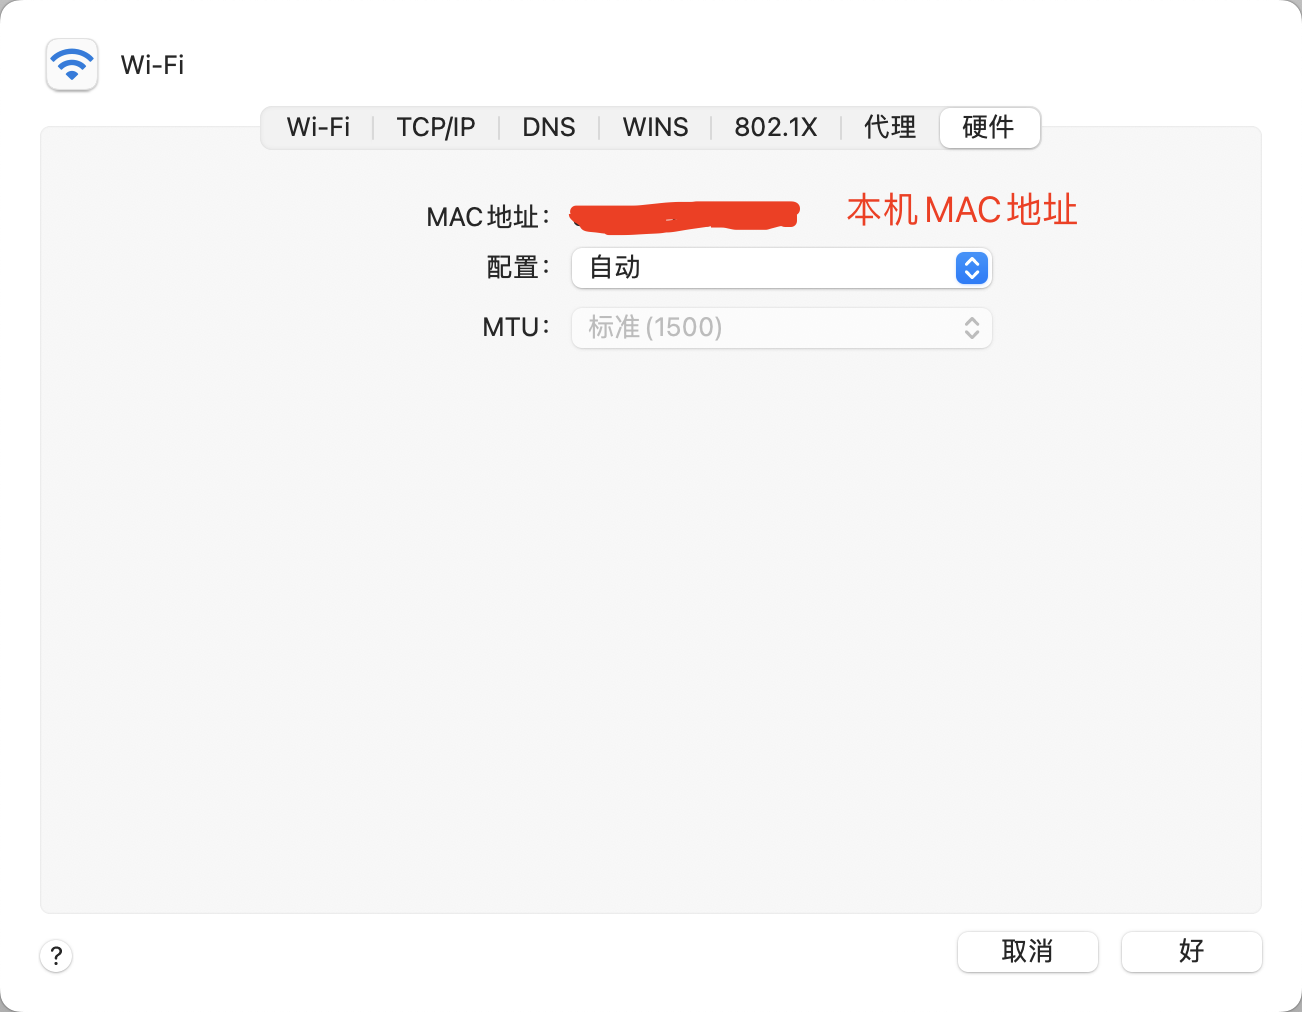 Wi-Fi
Wi-Fi TCP/IP DNS WINS 802.1X 代理 硬件
MAC地址： 本机MAC地址
配置： 自动
MTU： 标准 (1500)
? 取消 好